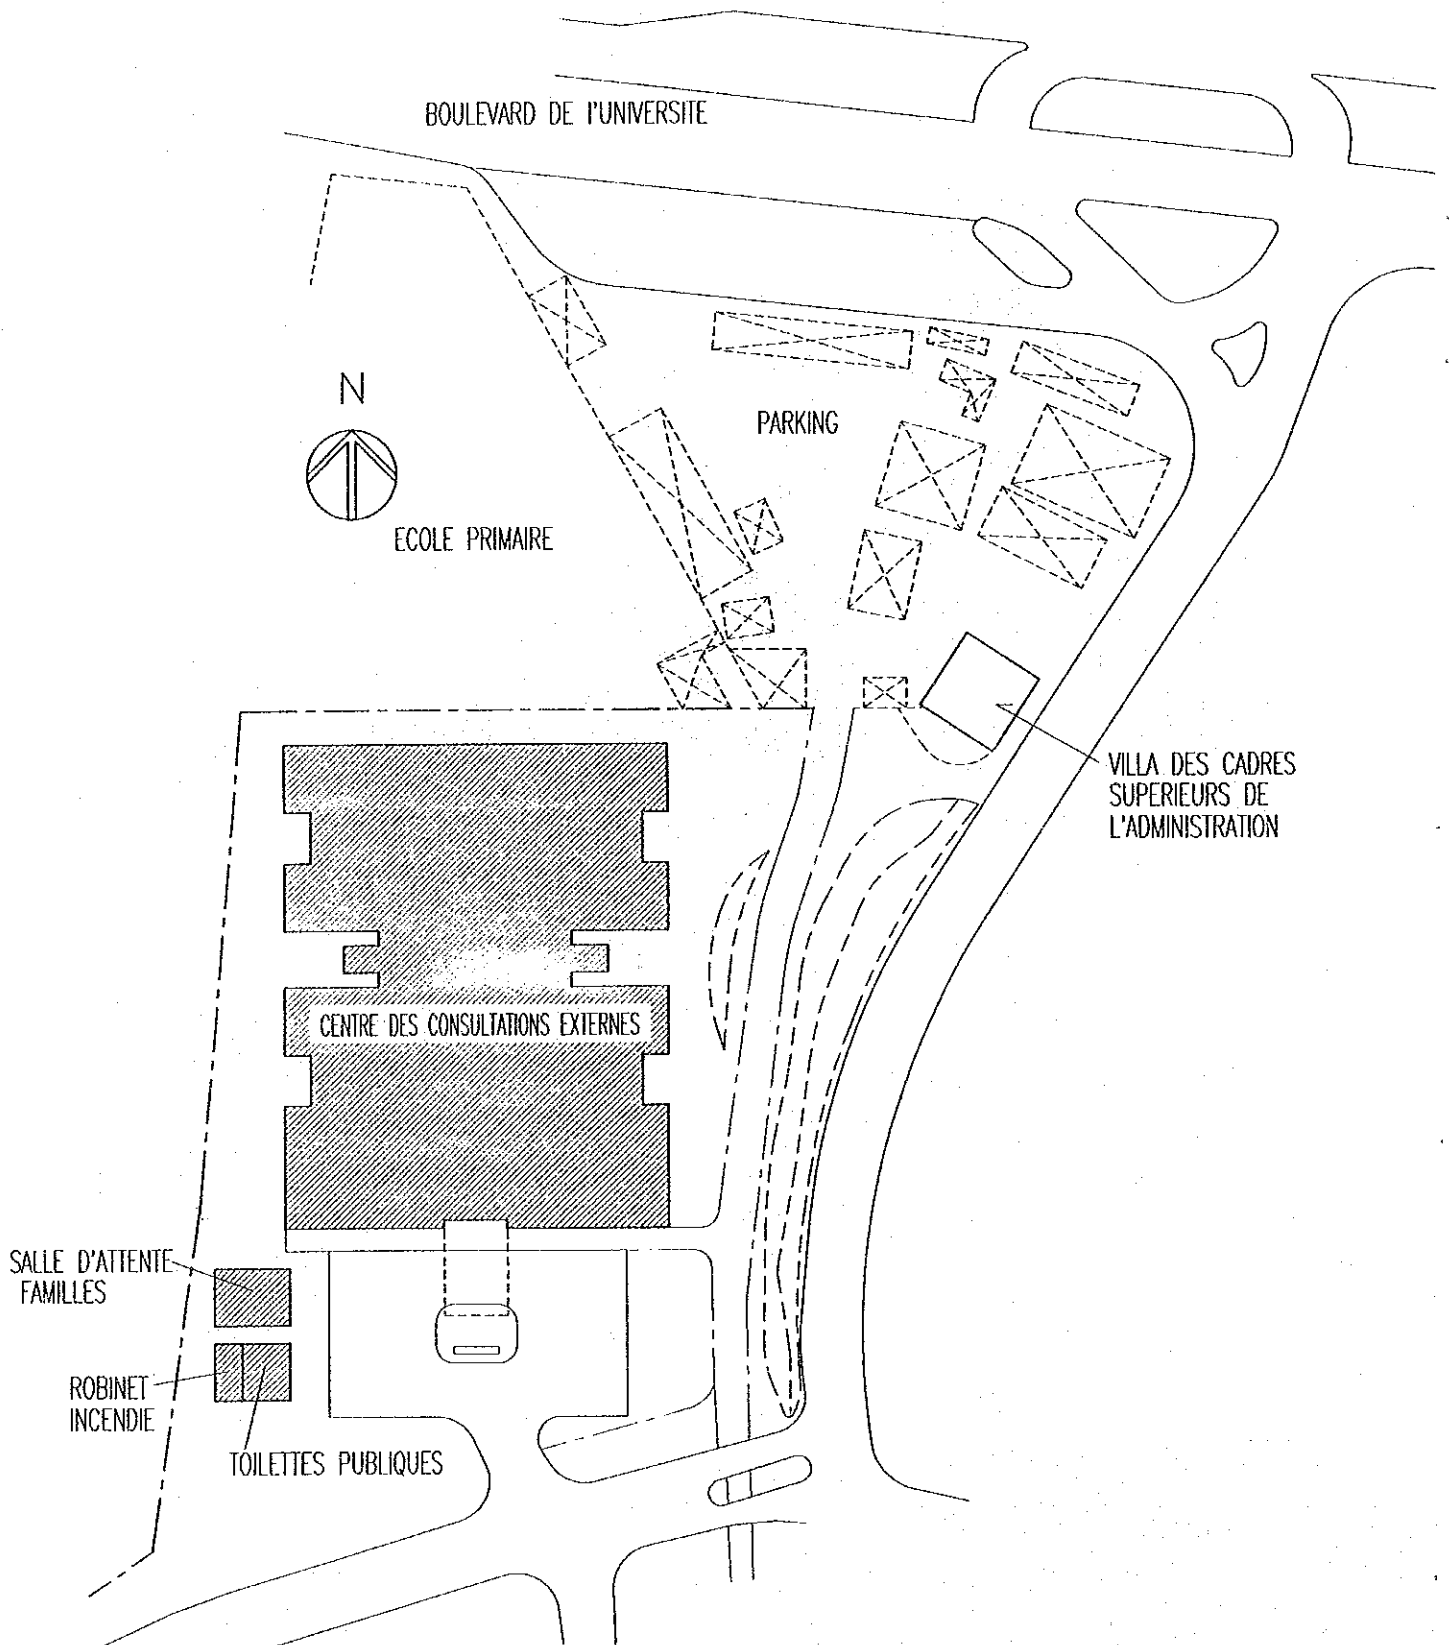 BOULEVARD DE l'UNIVERSITE
N
PARKING
ECOLE PRIMAIRE
VILLA DES CADRES
SUPERIEURS DE
L'ADMINISTRATION
CENTRE DES CONSULTATIONS EXTERNES
SALLE D'ATTENTE
FAMILLES
ROBINET
INCENDIE
TOILETTES PUBLIQUES